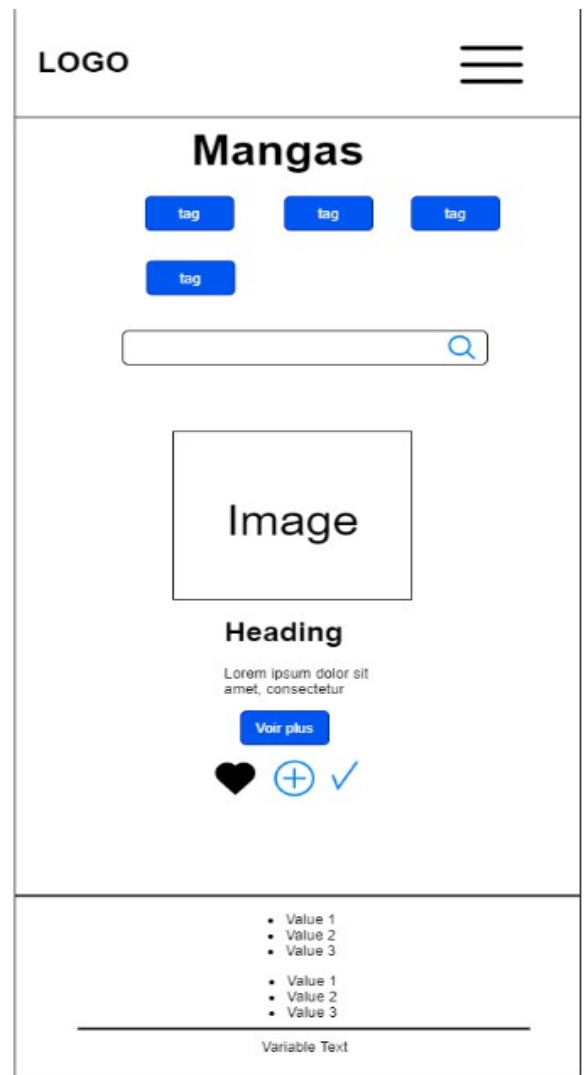 LOGO
Mangas
tag tag tag
tag
Image
Heading
Lorem ipsum dolor sit
amet, consectetur
Voir plus
Value 1
Value 2
Value 3
Value 1
Value 2
Value 3
Variable Text